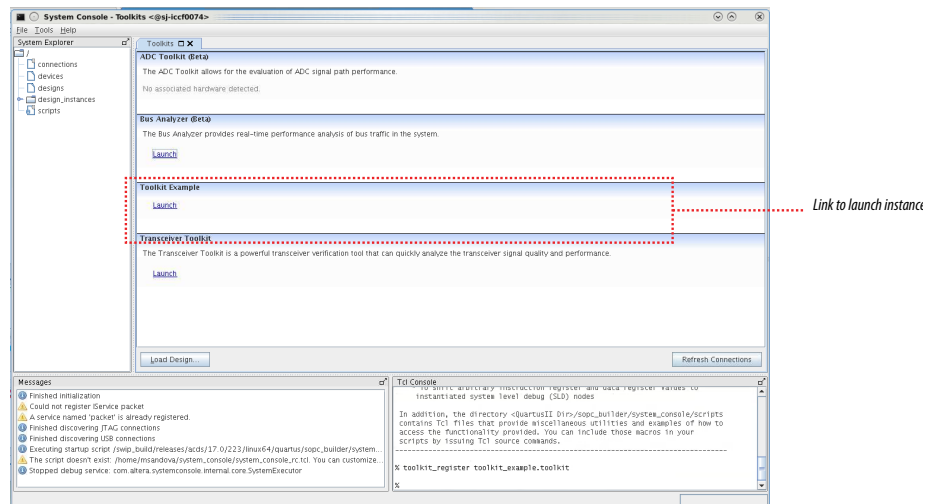 System Console - Toolkits <@sj-iccf0074>
File Tools Help
System Explorer
/
connections
devices
designs
design_instances
scripts
Toolkits
ADC Toolkit (Beta)
The ADC Toolkit allows for the evaluation of ADC signal path performance.
No associated hardware detected.
Bus Analyzer (Beta)
The Bus Analyzer provides real-time performance analysis of bus traffic in the system.
Launch
Toolkit Example
Launch
Link to launch instance
Transceiver Toolkit
The Transceiver Toolkit is a powerful transceiver verification tool that can quickly analyze the transceiver signal quality and performance.
Launch
Load Design...
Refresh Connections
Messages
Finished initialization
Could not register IService packet
A service named 'packet' is already registered.
Finished discovering JTAG connections
Finished discovering USB connections
Executing startup script /swip_build/releases/acds/17.0/223/linux64/quartus/sopc_builder/system...
The script doesn't exist: /home/msandova/system_console/system_console_rc.tcl. You can customize...
Stopped debug service: com.altera.systemconsole.internal.core.SystemExecutor
Tcl Console
To shift arbitrary instruction register and data register values to
instantiated system level debug (SLD) nodes
In addition, the directory <QuartusII Dir>/sopc_builder/system_console/scripts
contains Tcl files that provide miscellaneous utilities and examples of how to
access the functionality provided. You can include those macros in your
scripts by issuing Tcl source commands.
--------------------------------------------------------------------------------
% toolkit_register toolkit_example.toolkit
%